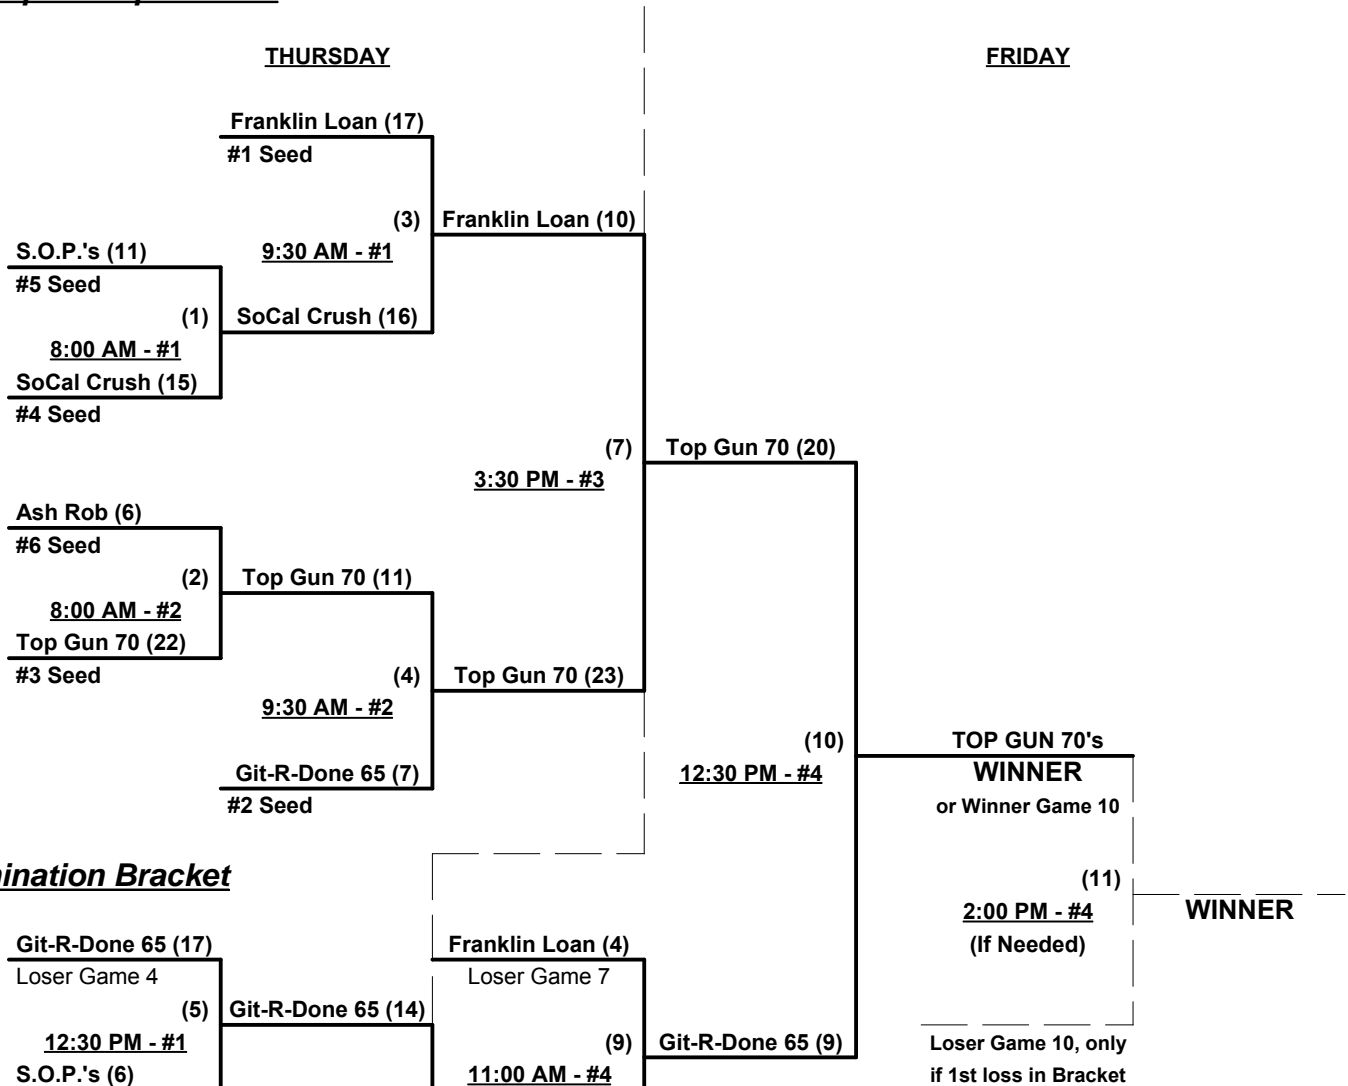 THURSDAY
FRIDAY
Franklin Loan (17)
#1 Seed
(3)
Franklin Loan (10)
S.O.P.'s (11)
9:30 AM - #1
#5 Seed
(1)
SoCal Crush (16)
8:00 AM - #1
SoCal Crush (15)
#4 Seed
(7)
Top Gun 70 (20)
3:30 PM - #3
Ash Rob (6)
#6 Seed
(2)
Top Gun 70 (11)
8:00 AM - #2
Top Gun 70 (22)
#3 Seed
(4)
Top Gun 70 (23)
9:30 AM - #2
(10)
TOP GUN 70's
Git-R-Done 65 (7)
12:30 PM - #4
WINNER
#2 Seed
or Winner Game 10
ination Bracket
(11)
2:00 PM - #4
WINNER
(If Needed)
Git-R-Done 65 (17)
Franklin Loan (4)
Loser Game 4
Loser Game 7
(5)
Git-R-Done 65 (14)
12:30 PM - #1
(9)
Git-R-Done 65 (9)
Loser Game 10, only
S.O.P.'s (6)
11:00 AM - #4
if 1st loss in Bracket